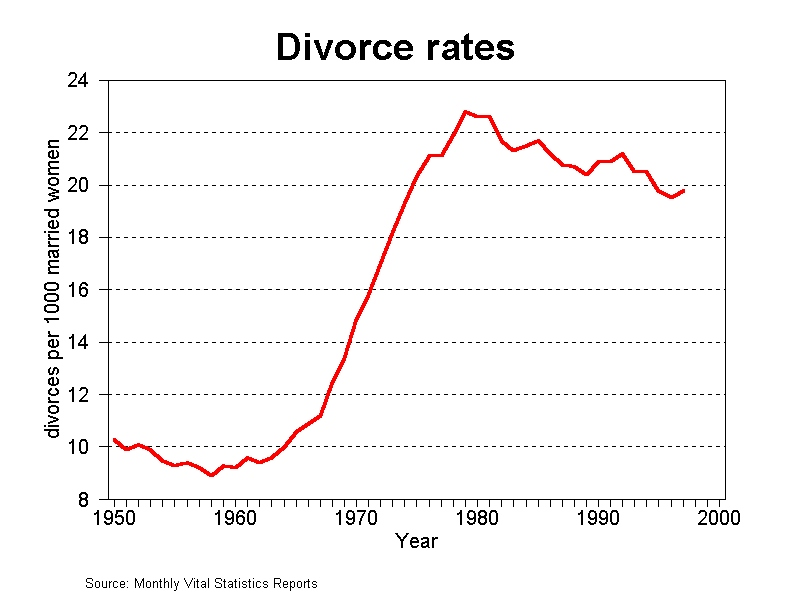 Divorce rates
24
22
20
18
16
14
12
10
8
divorces per 1000 married women
1950 1960 1970 1980 1990 2000
Year
Source: Monthly Vital Statistics Reports